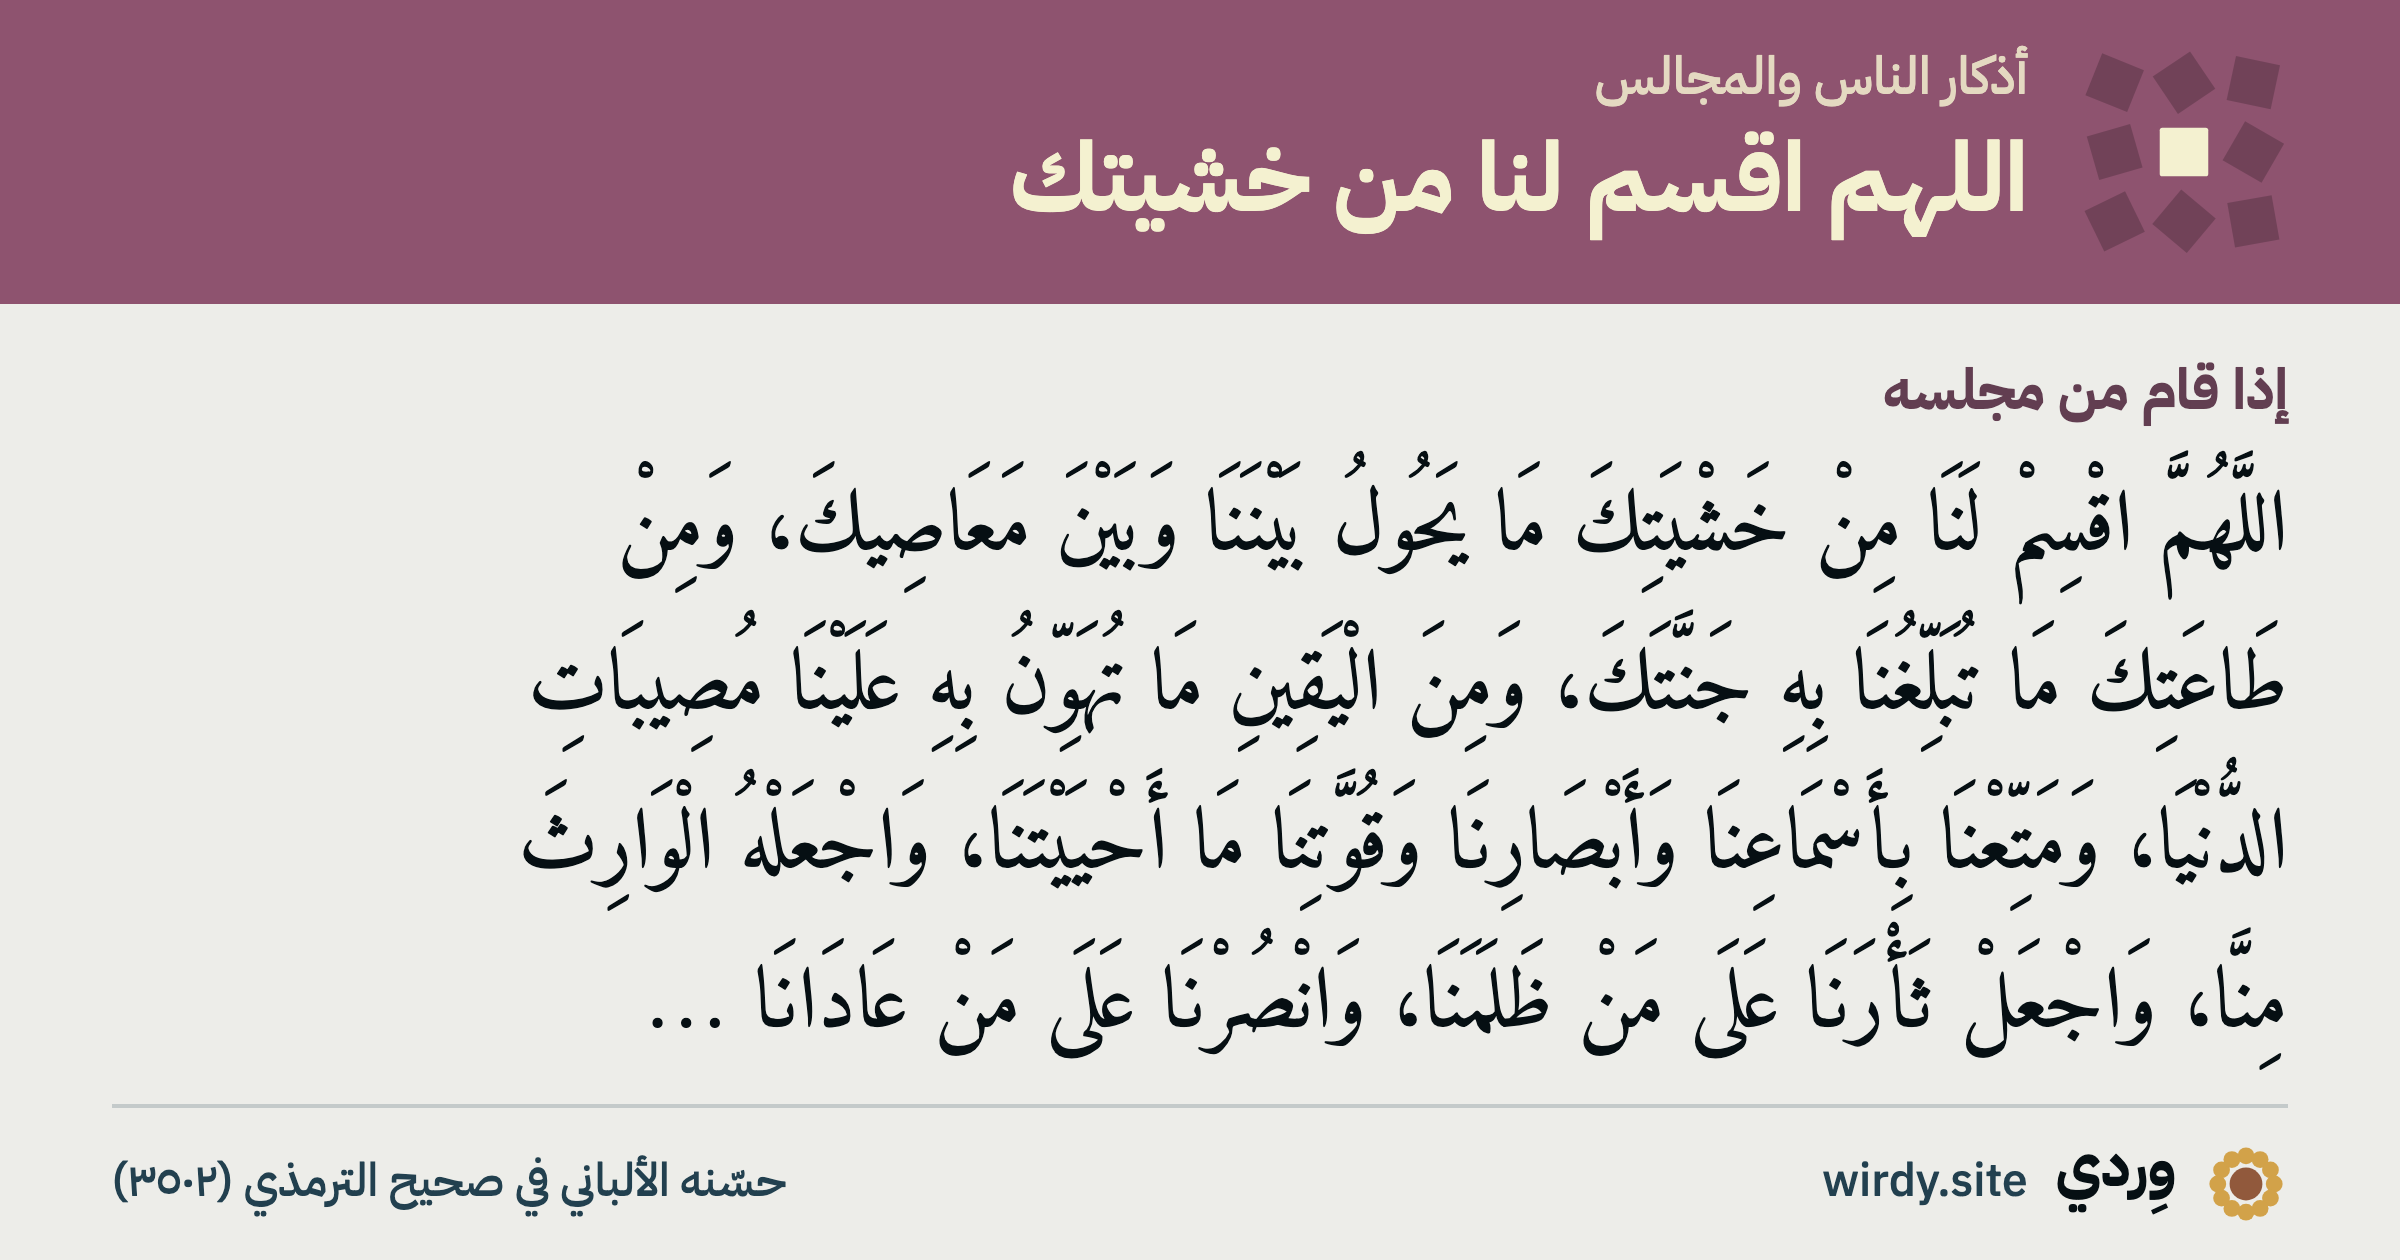 أذكار الناس والمجالس
اللهم اقسم لنا من خشيتك
إذا قام من مجلسه
اللَّهُمَّ اقْسِمْ لَنَا مِنْ خَشْيَتِكَ مَا يَحُولُ بَيْنَنَا وَبَيْنَ مَعَاصِيكَ، وَمِنْ
طَاعَتِكَ مَا تُبَلِّغُنَا بِهِ جَنَّتَكَ، وَمِنَ الْيَقِينِ مَا تُهَوِّنُ بِهِ عَلَيْنَا مُصِيبَاتِ
الدُّنْيَا، وَمَتِّعْنَا بِأَسْمَاعِنَا وَأَبْصَارِنَا وَقُوَّتِنَا مَا أَحْيَيْتَنَا، وَاجْعَلْهُ الْوَارِثَ
مِنَّا، وَاجْعَلْ ثَأْرَنَا عَلَى مَنْ ظَلَمَنَا، وَانْصُرْنَا عَلَى مَنْ عَادَانَا ...
وِردي wirdy.site
حسّنه الألباني في صحيح الترمذي (٣٥٠٢)